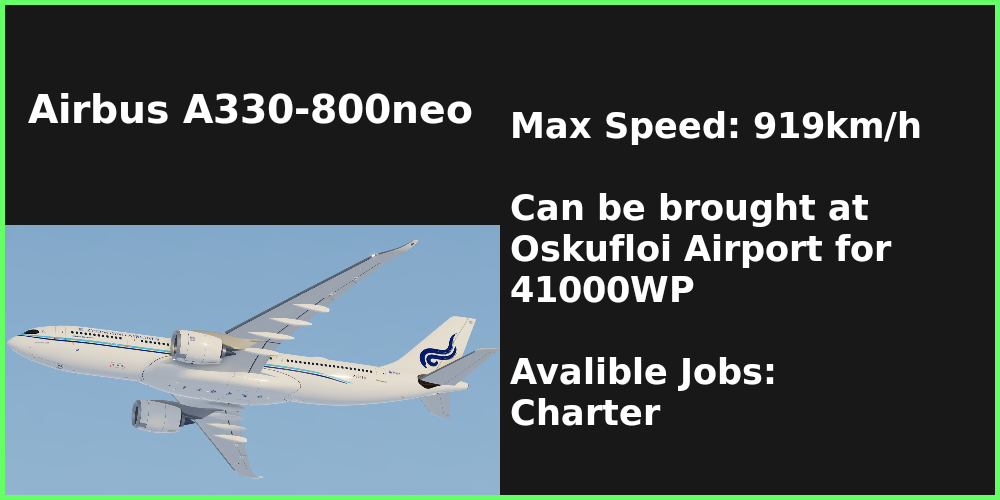 Airbus A330-800neo
Max Speed: 919km/h
Can be brought at
Oskufloi Airport for
41000WP
Avalible Jobs:
Charter